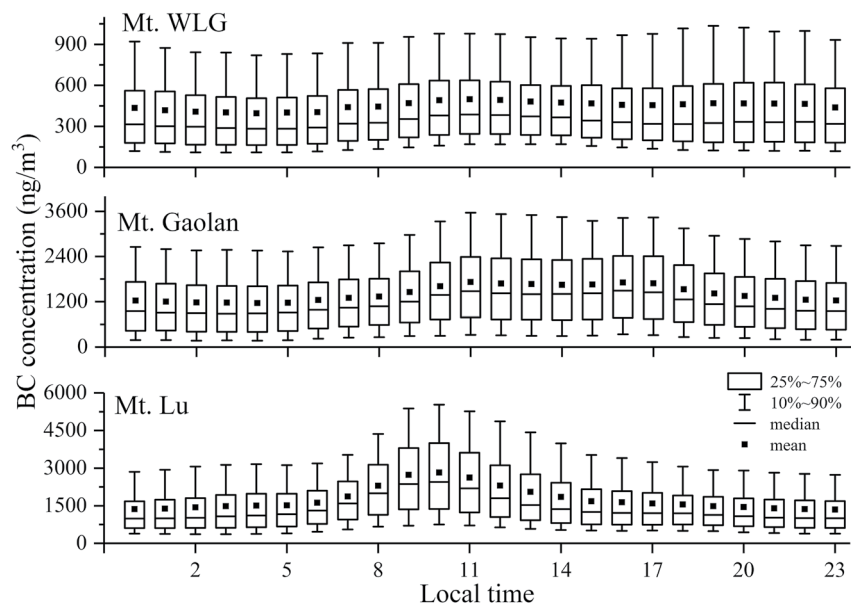 Mt. WLG
900
600
300
0
Mt. Gaolan
3600
2400
1200
0
BC concentration (ng/m³)
Mt. Lu
6000
4500
3000
1500
0
25%~75%
10%~90%
median
mean
2 5 8 11 14 17 20 23
Local time